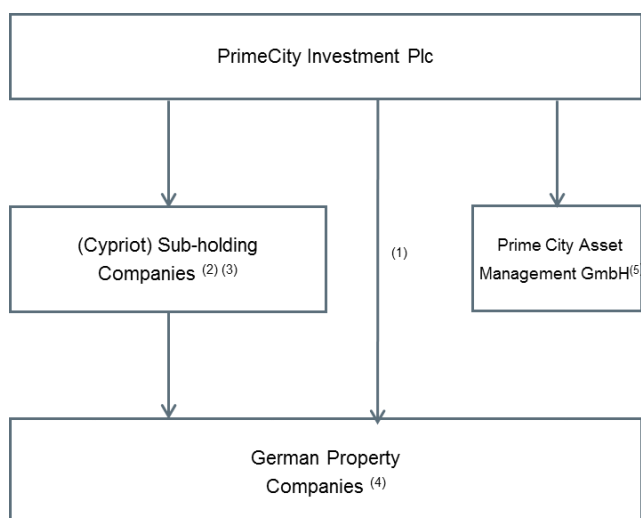 PrimeCity Investment Plc
(Cypriot) Sub-holding
Companies (2) (3)
(1)
Prime City Asset
Management GmbH(5)
German Property
Companies (4)